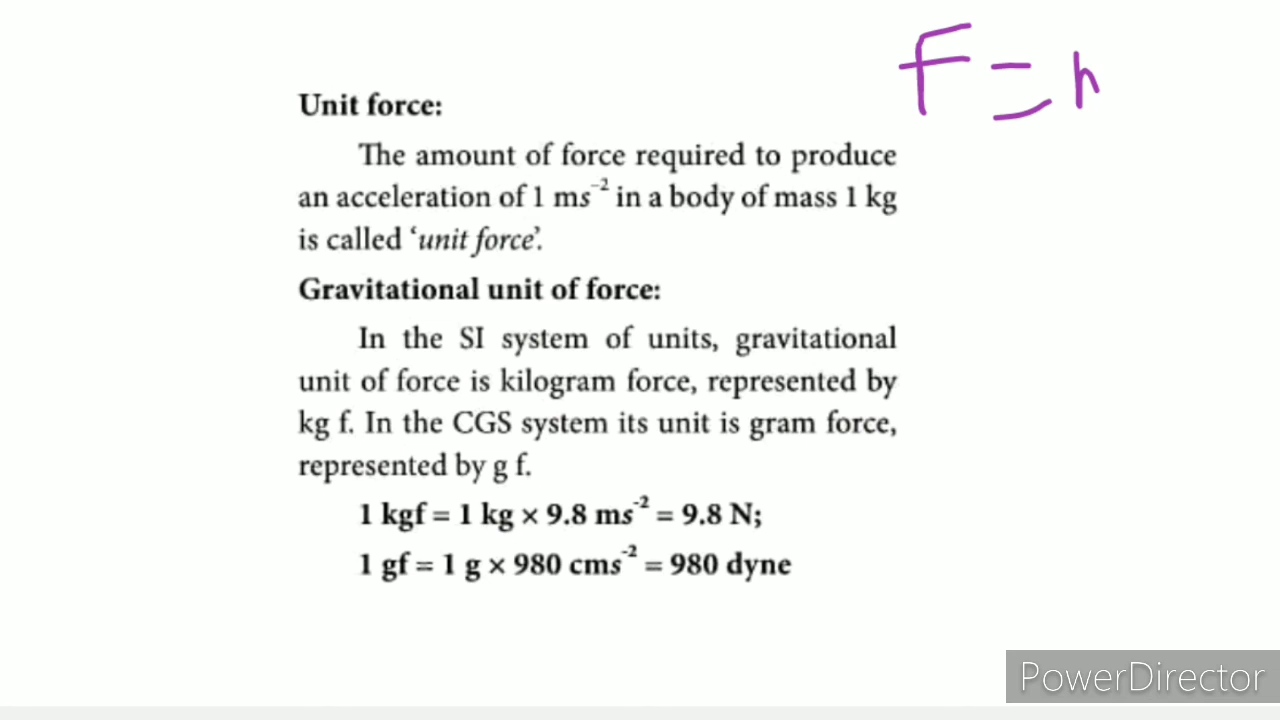 F = h
Unit force:
The amount of force required to produce
an acceleration of 1 ms⁻² in a body of mass 1 kg
is called ‘unit force’.
Gravitational unit of force:
In the SI system of units, gravitational
unit of force is kilogram force, represented by
kg f. In the CGS system its unit is gram force,
represented by g f.
1 kgf = 1 kg × 9.8 ms⁻² = 9.8 N;
1 gf = 1 g × 980 cms⁻² = 980 dyne
PowerDirector